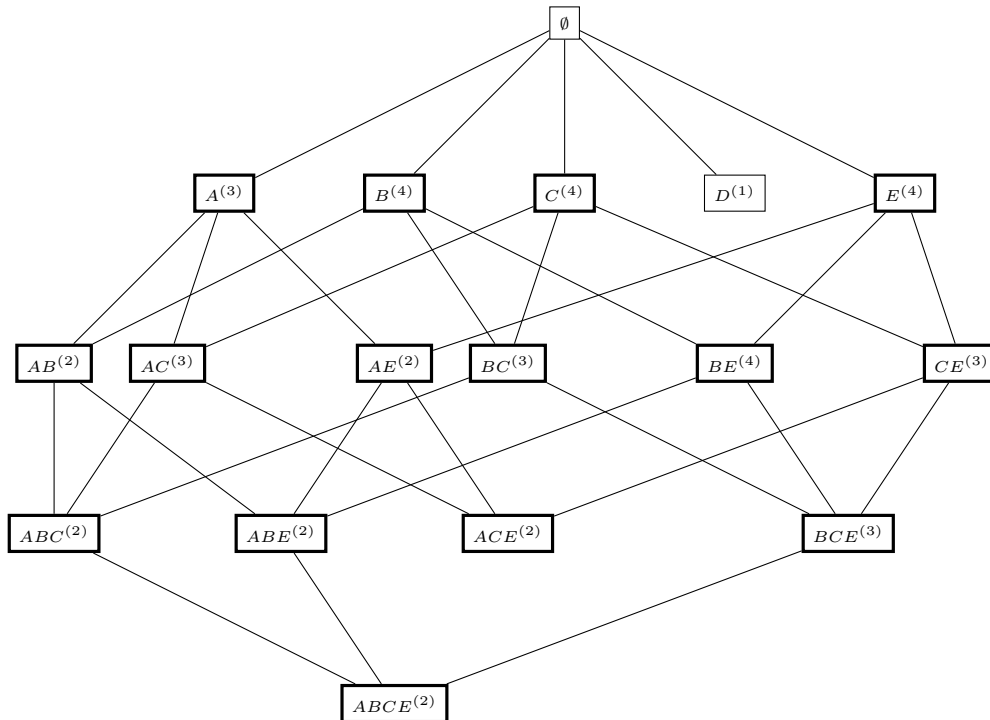 ∅
A^(3) B^(4) C^(4) D^(1) E^(4)
AB^(2) AC^(3) AE^(2) BC^(3) BE^(4) CE^(3)
ABC^(2) ABE^(2) ACE^(2) BCE^(3)
ABCE^(2)